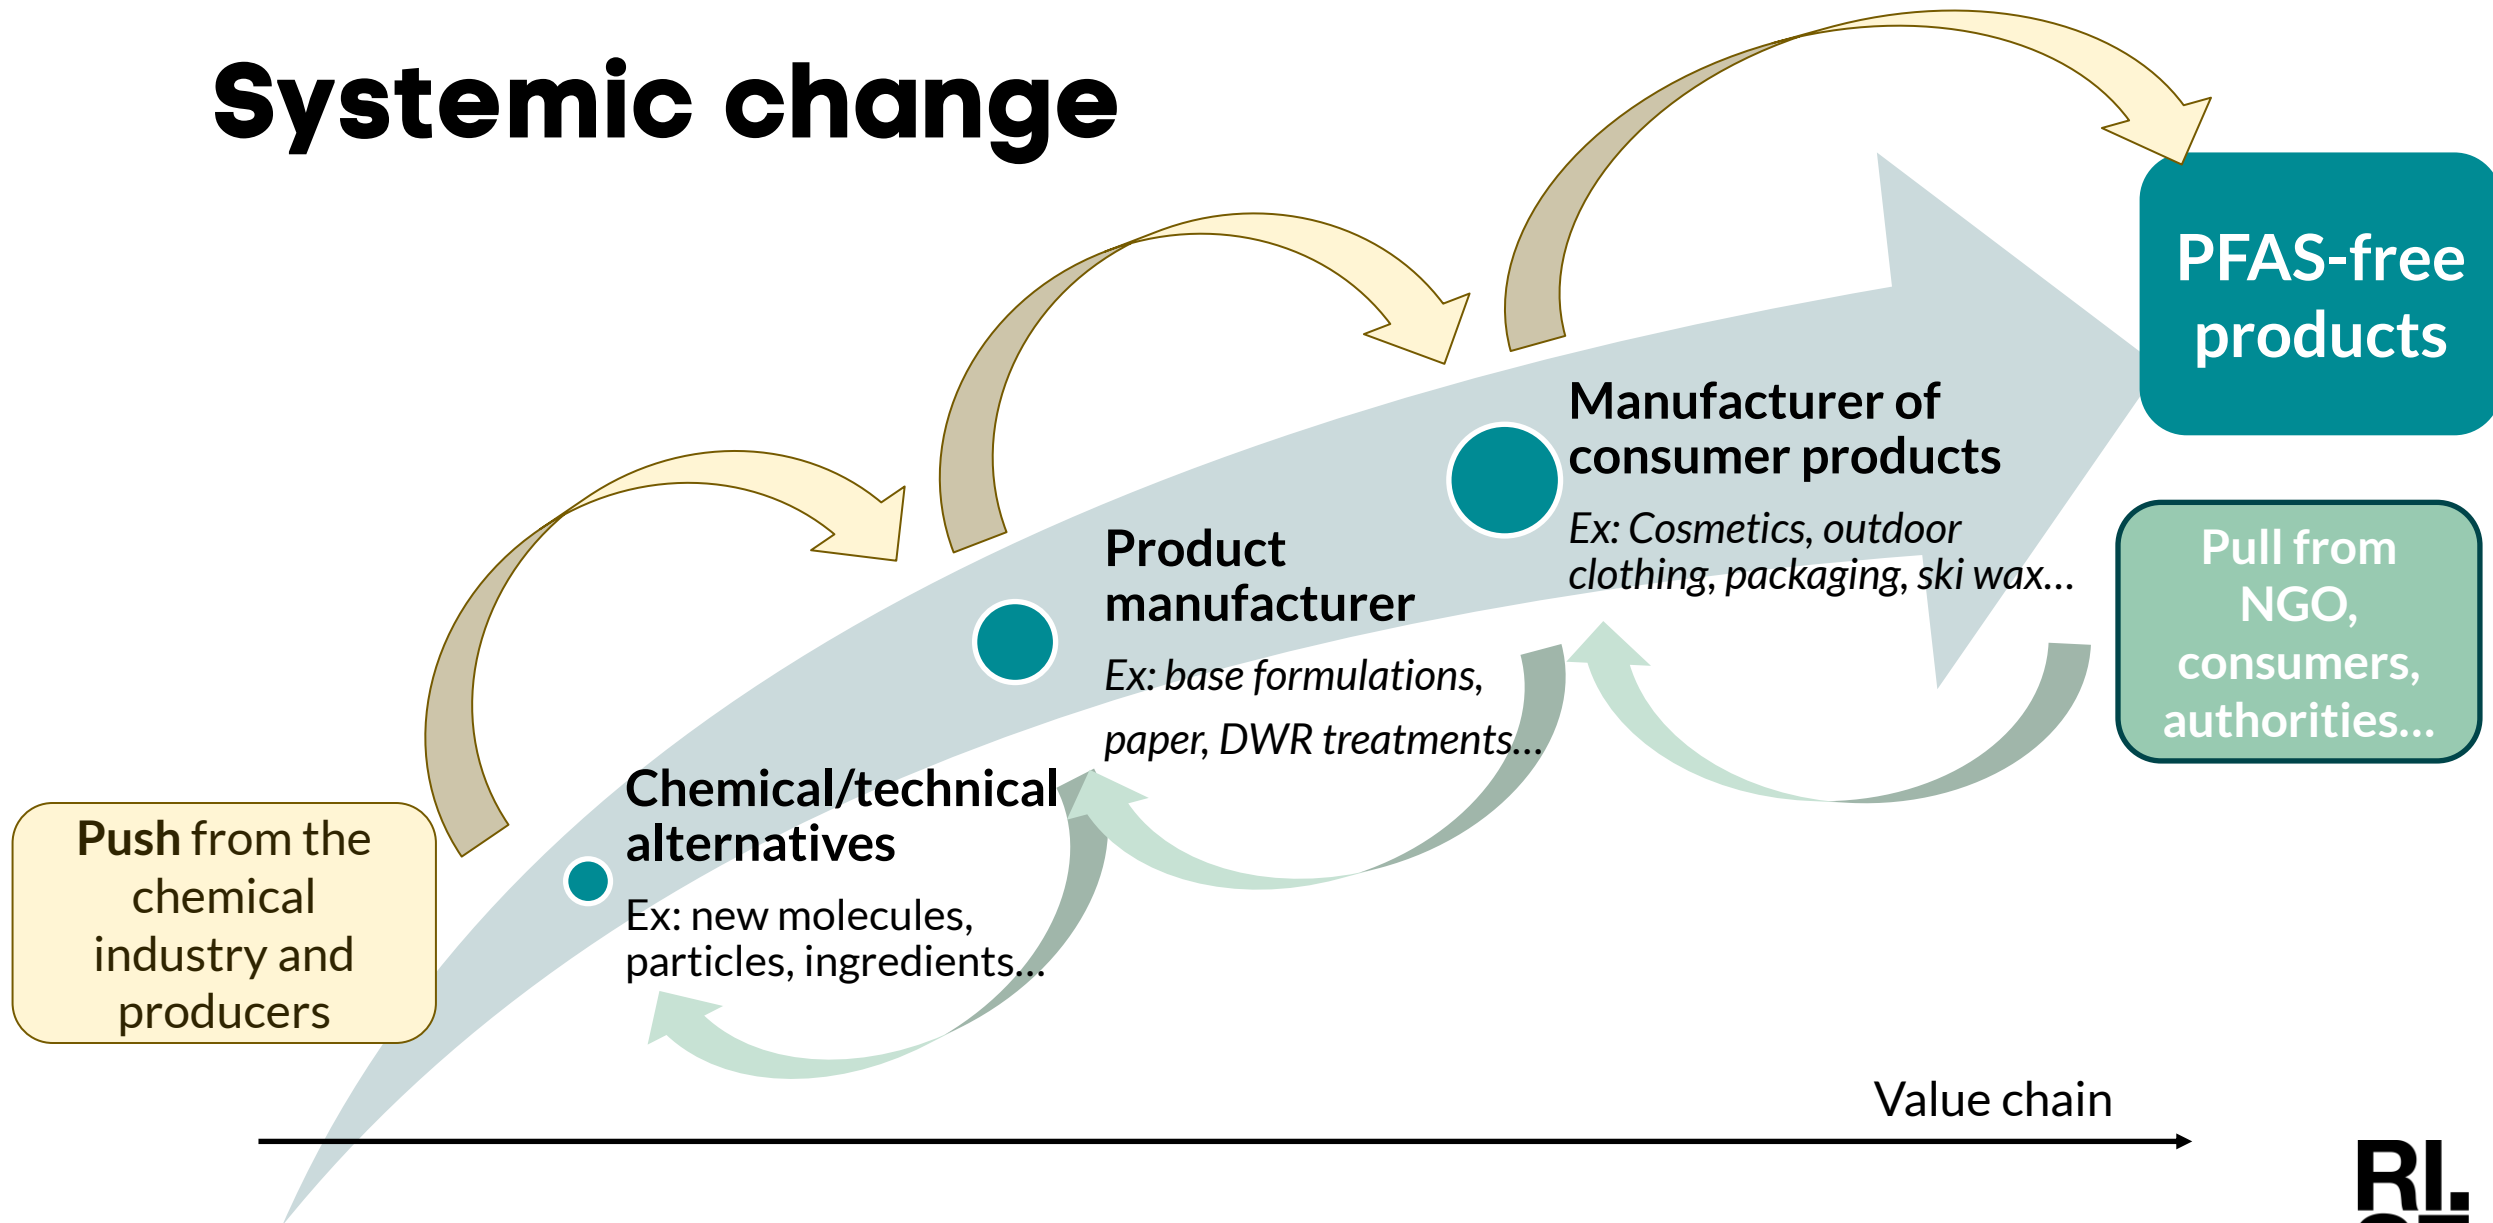 Systemic change
PFAS-free
products
Manufacturer of
consumer products
Ex: Cosmetics, outdoor
clothing, packaging, ski wax...
Pull from
NGO,
consumers,
authorities...
Product
manufacturer
Ex: base formulations,
paper, DWR treatments...
Chemical/technical
alternatives
Ex: new molecules,
particles, ingredients...
Push from the
chemical
industry and
producers
Value chain
RI.